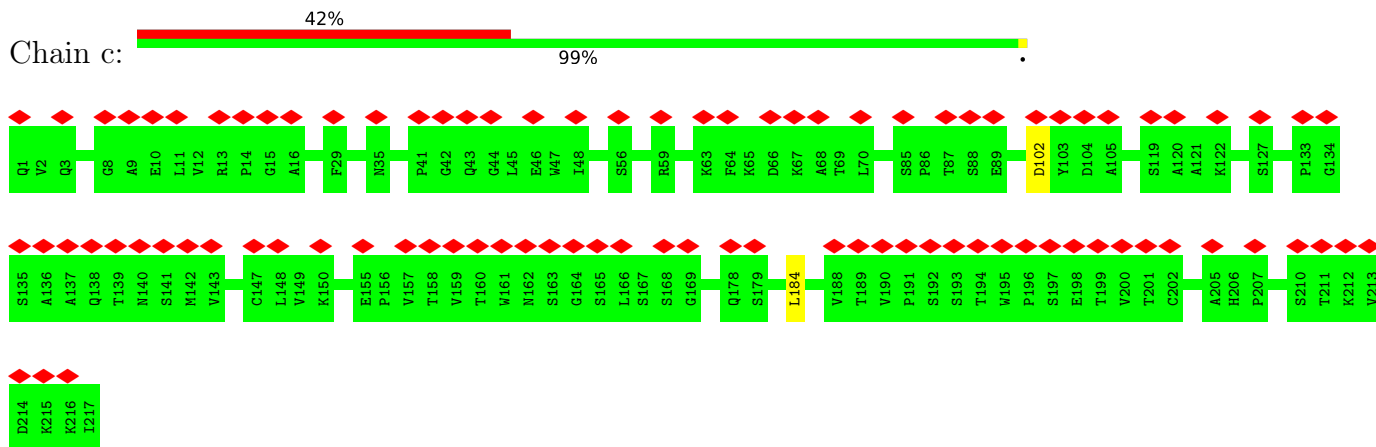 42%
Chain c:
99%
.
Q1 V2 Q3 G8 A9 E10 L11 V12 R13 P14 G15 A16 F29 N35 P41 G42 Q43 G44 L45 E46 W47 I48 S56 R59 K63 F64 K65 D66 K67 A68 T69 L70 S85 P86 T87 S88 E89 D102 Y103 D104 A105 S119 A120 A121 K122 S127 P133 G134
S135 A136 A137 Q138 T139 N140 S141 M142 V143 C147 L148 V149 K150 E155 P156 V157 T158 V159 T160 W161 N162 S163 G164 S165 L166 S167 S168 G169 Q178 S179 L184 V188 T189 V190 P191 S192 S193 T194 W195 P196 S197 E198 T199 V200 T201 C202 A205 H206 P207 S210 T211 K212 V213
D214 K215 K216 I217